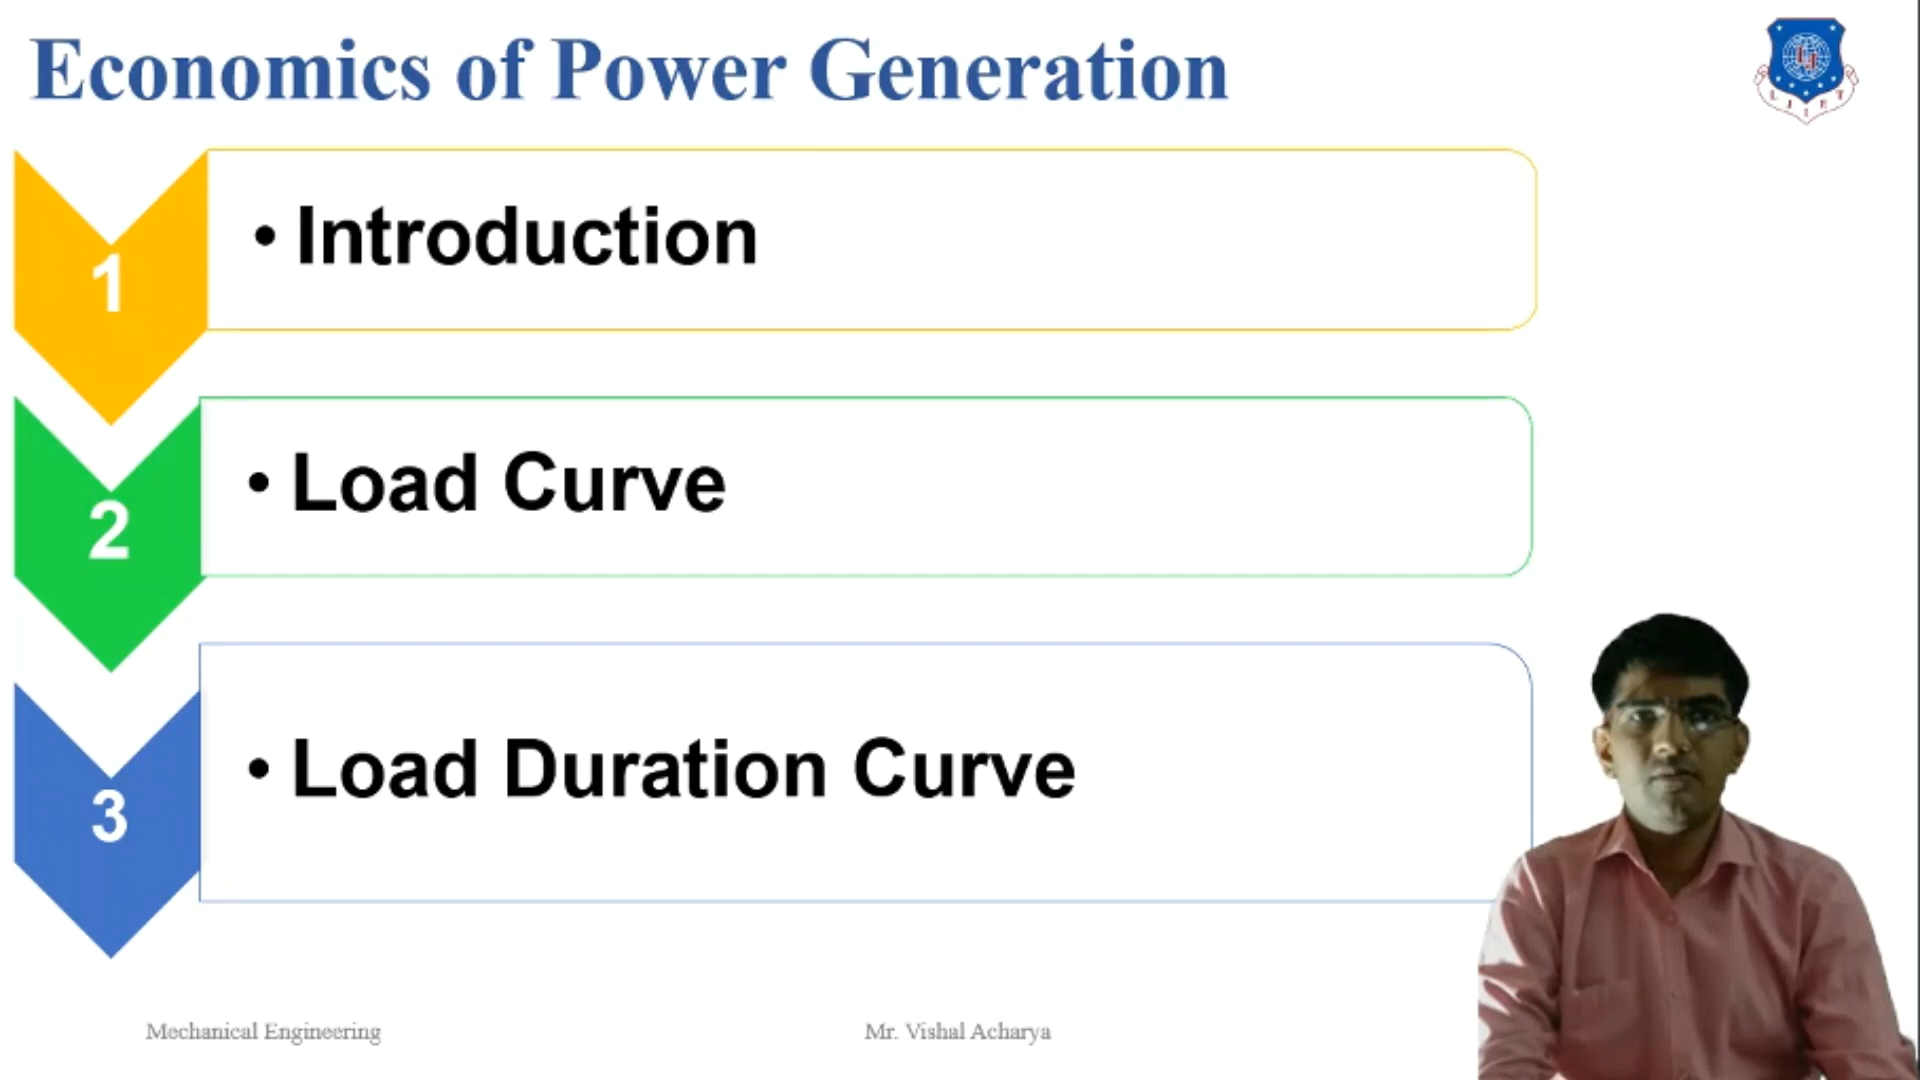 Economics of Power Generation
1
• Introduction
2
• Load Curve
3
• Load Duration Curve
L J I E T
Mechanical Engineering
Mr. Vishal Acharya